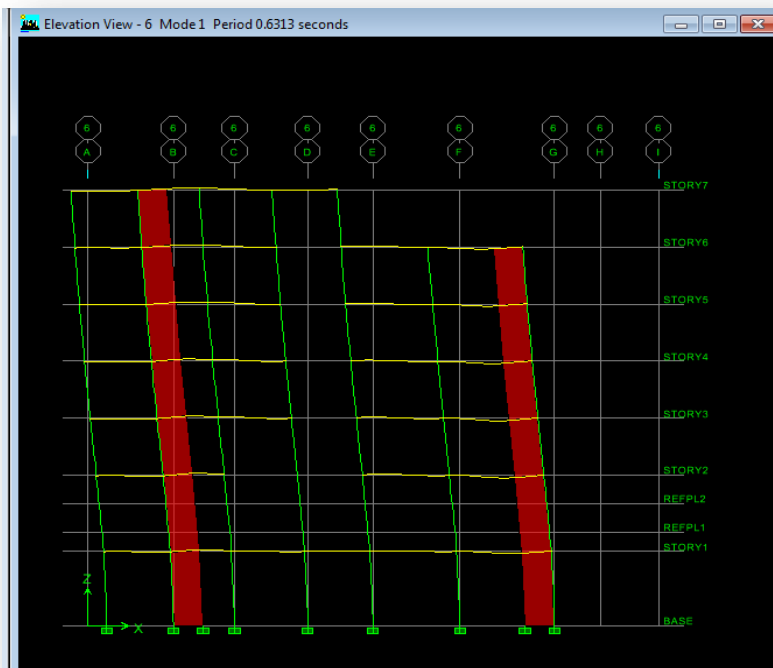 Elevation View - 6 Mode 1 Period 0.6313 seconds
6 6 6 6 6 6 6 6 6
A B C D E F G H I
STORY7
STORY6
STORY5
STORY4
STORY3
STORY2
REFPL2
REFPL1
STORY1
Z
X
BASE